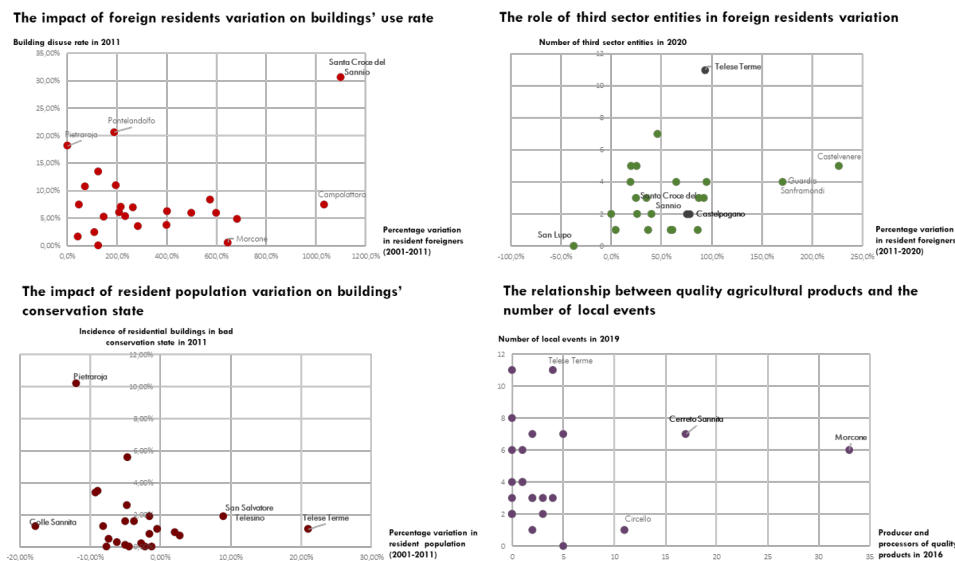 The impact of foreign residents variation on buildings' use rate
Building disuse rate in 2011
35,00%
30,00%
25,00%
20,00%
15,00%
10,00%
5,00%
0,00%
Santa Croce del
Sannio
Pontelandolfo
Pietraroja
Campolattaro
Morcone
0,0%
200,0%
400,0%
600,0%
800,0%
1000,0%
1200,0%
Percentage variation
in resident foreigners
(2001-2011)
The role of third sector entities in foreign residents variation
Number of third sector entities in 2020
12
10
8
6
4
2
0
Telese Terme
Castelvenere
Guardia
Sanframondi
Santa Croce del
Sannio
Castelpagano
San Lupo
-100,0%
-50,0%
0,0%
50,0%
100,0%
150,0%
200,0%
250,0%
Percentage variation
in resident foreigners
(2011-2020)
The impact of resident population variation on buildings'
conservation state
Incidence of residential buildings in bad
conservation state in 2011
12,00%
10,00%
8,00%
6,00%
4,00%
2,00%
0,00%
Pietraroja
Colle Sannita
San Salvatore
Telesino
Telese Terme
-20,00%
-10,00%
0,00%
10,00%
20,00%
30,00%
Percentage variation in
resident population
(2001-2011)
The relationship between quality agricultural products and the
number of local events
Number of local events in 2019
12
10
8
6
4
2
0
Telese Terme
Cerreto Sannita
Morcone
Circello
0
5
10
15
20
25
30
35
Producer and
processors of quality
products in 2016